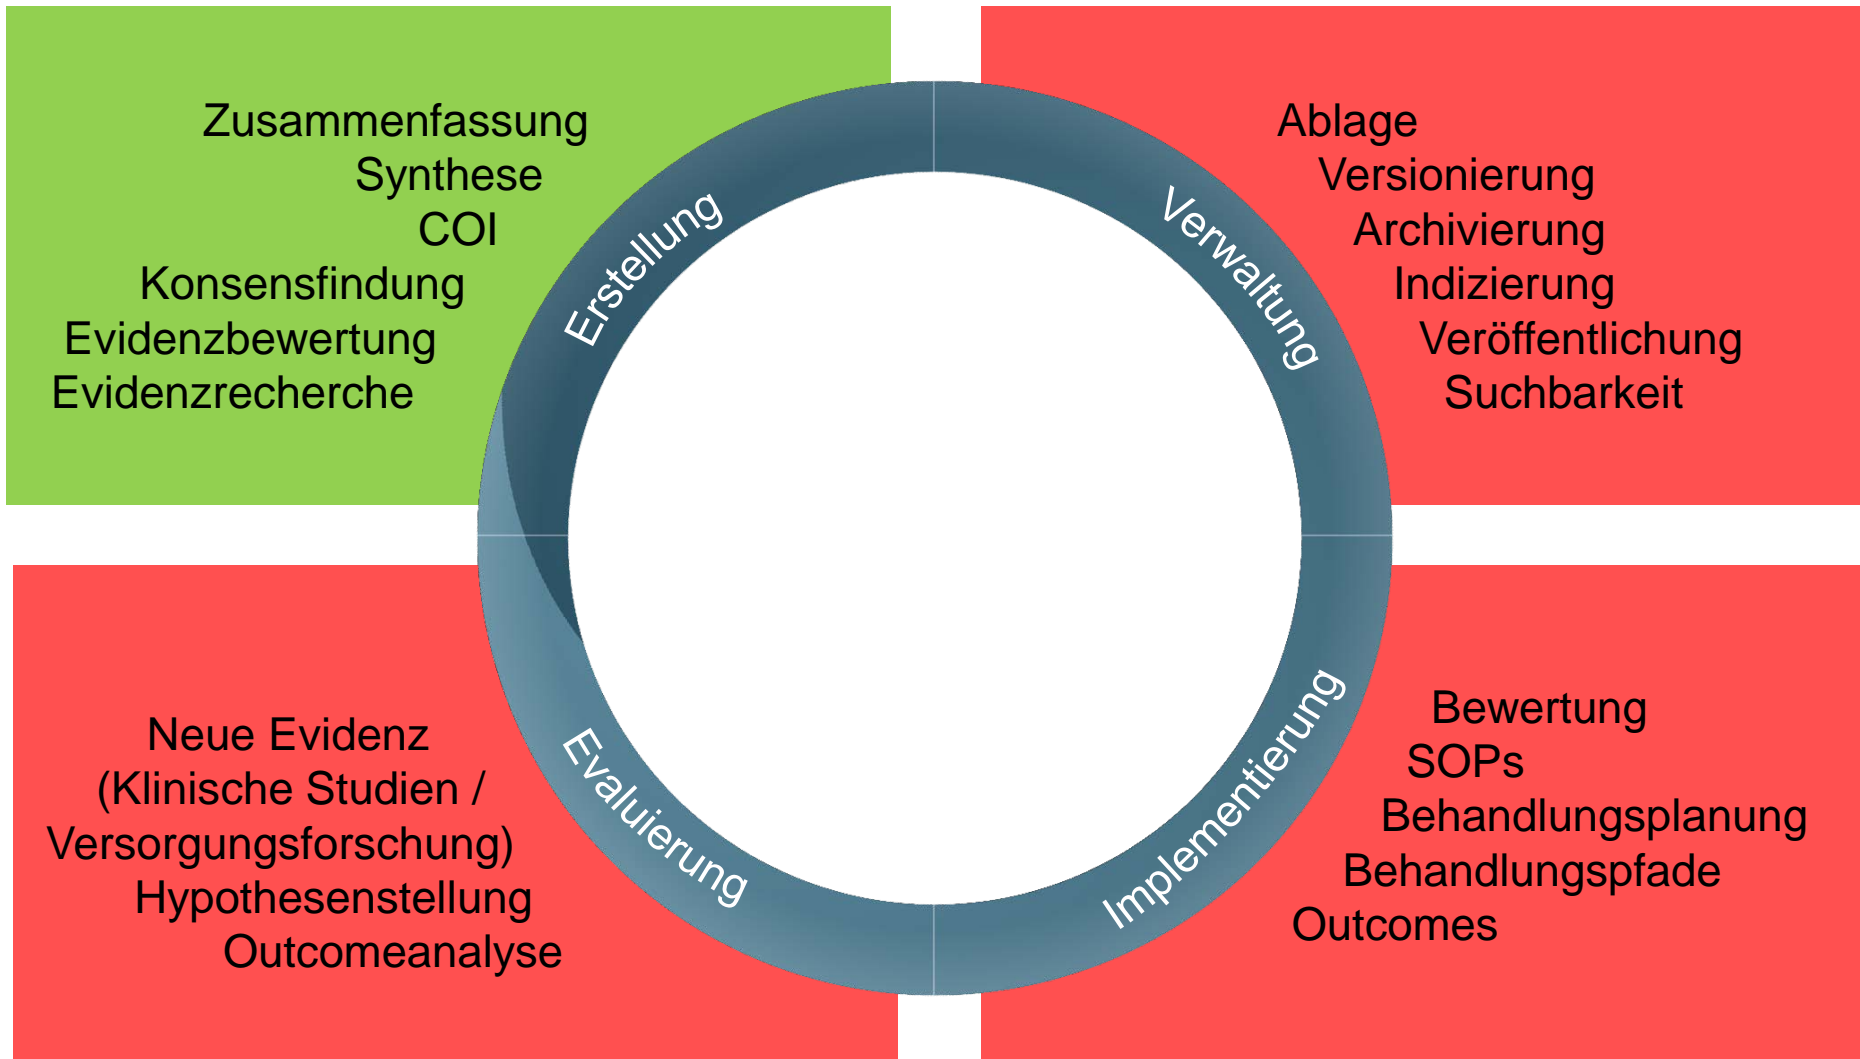 Zusammenfassung
Synthese
COI
Konsensfindung
Evidenzbewertung
Evidenzrecherche
Erstellung
Verwaltung
Ablage
Versionierung
Archivierung
Indizierung
Veröffentlichung
Suchbarkeit
Neue Evidenz
(Klinische Studien /
Versorgungsforschung)
Hypothesenstellung
Outcomeanalyse
Evaluierung
Implementierung
Bewertung
SOPs
Behandlungsplanung
Behandlungspfade
Outcomes